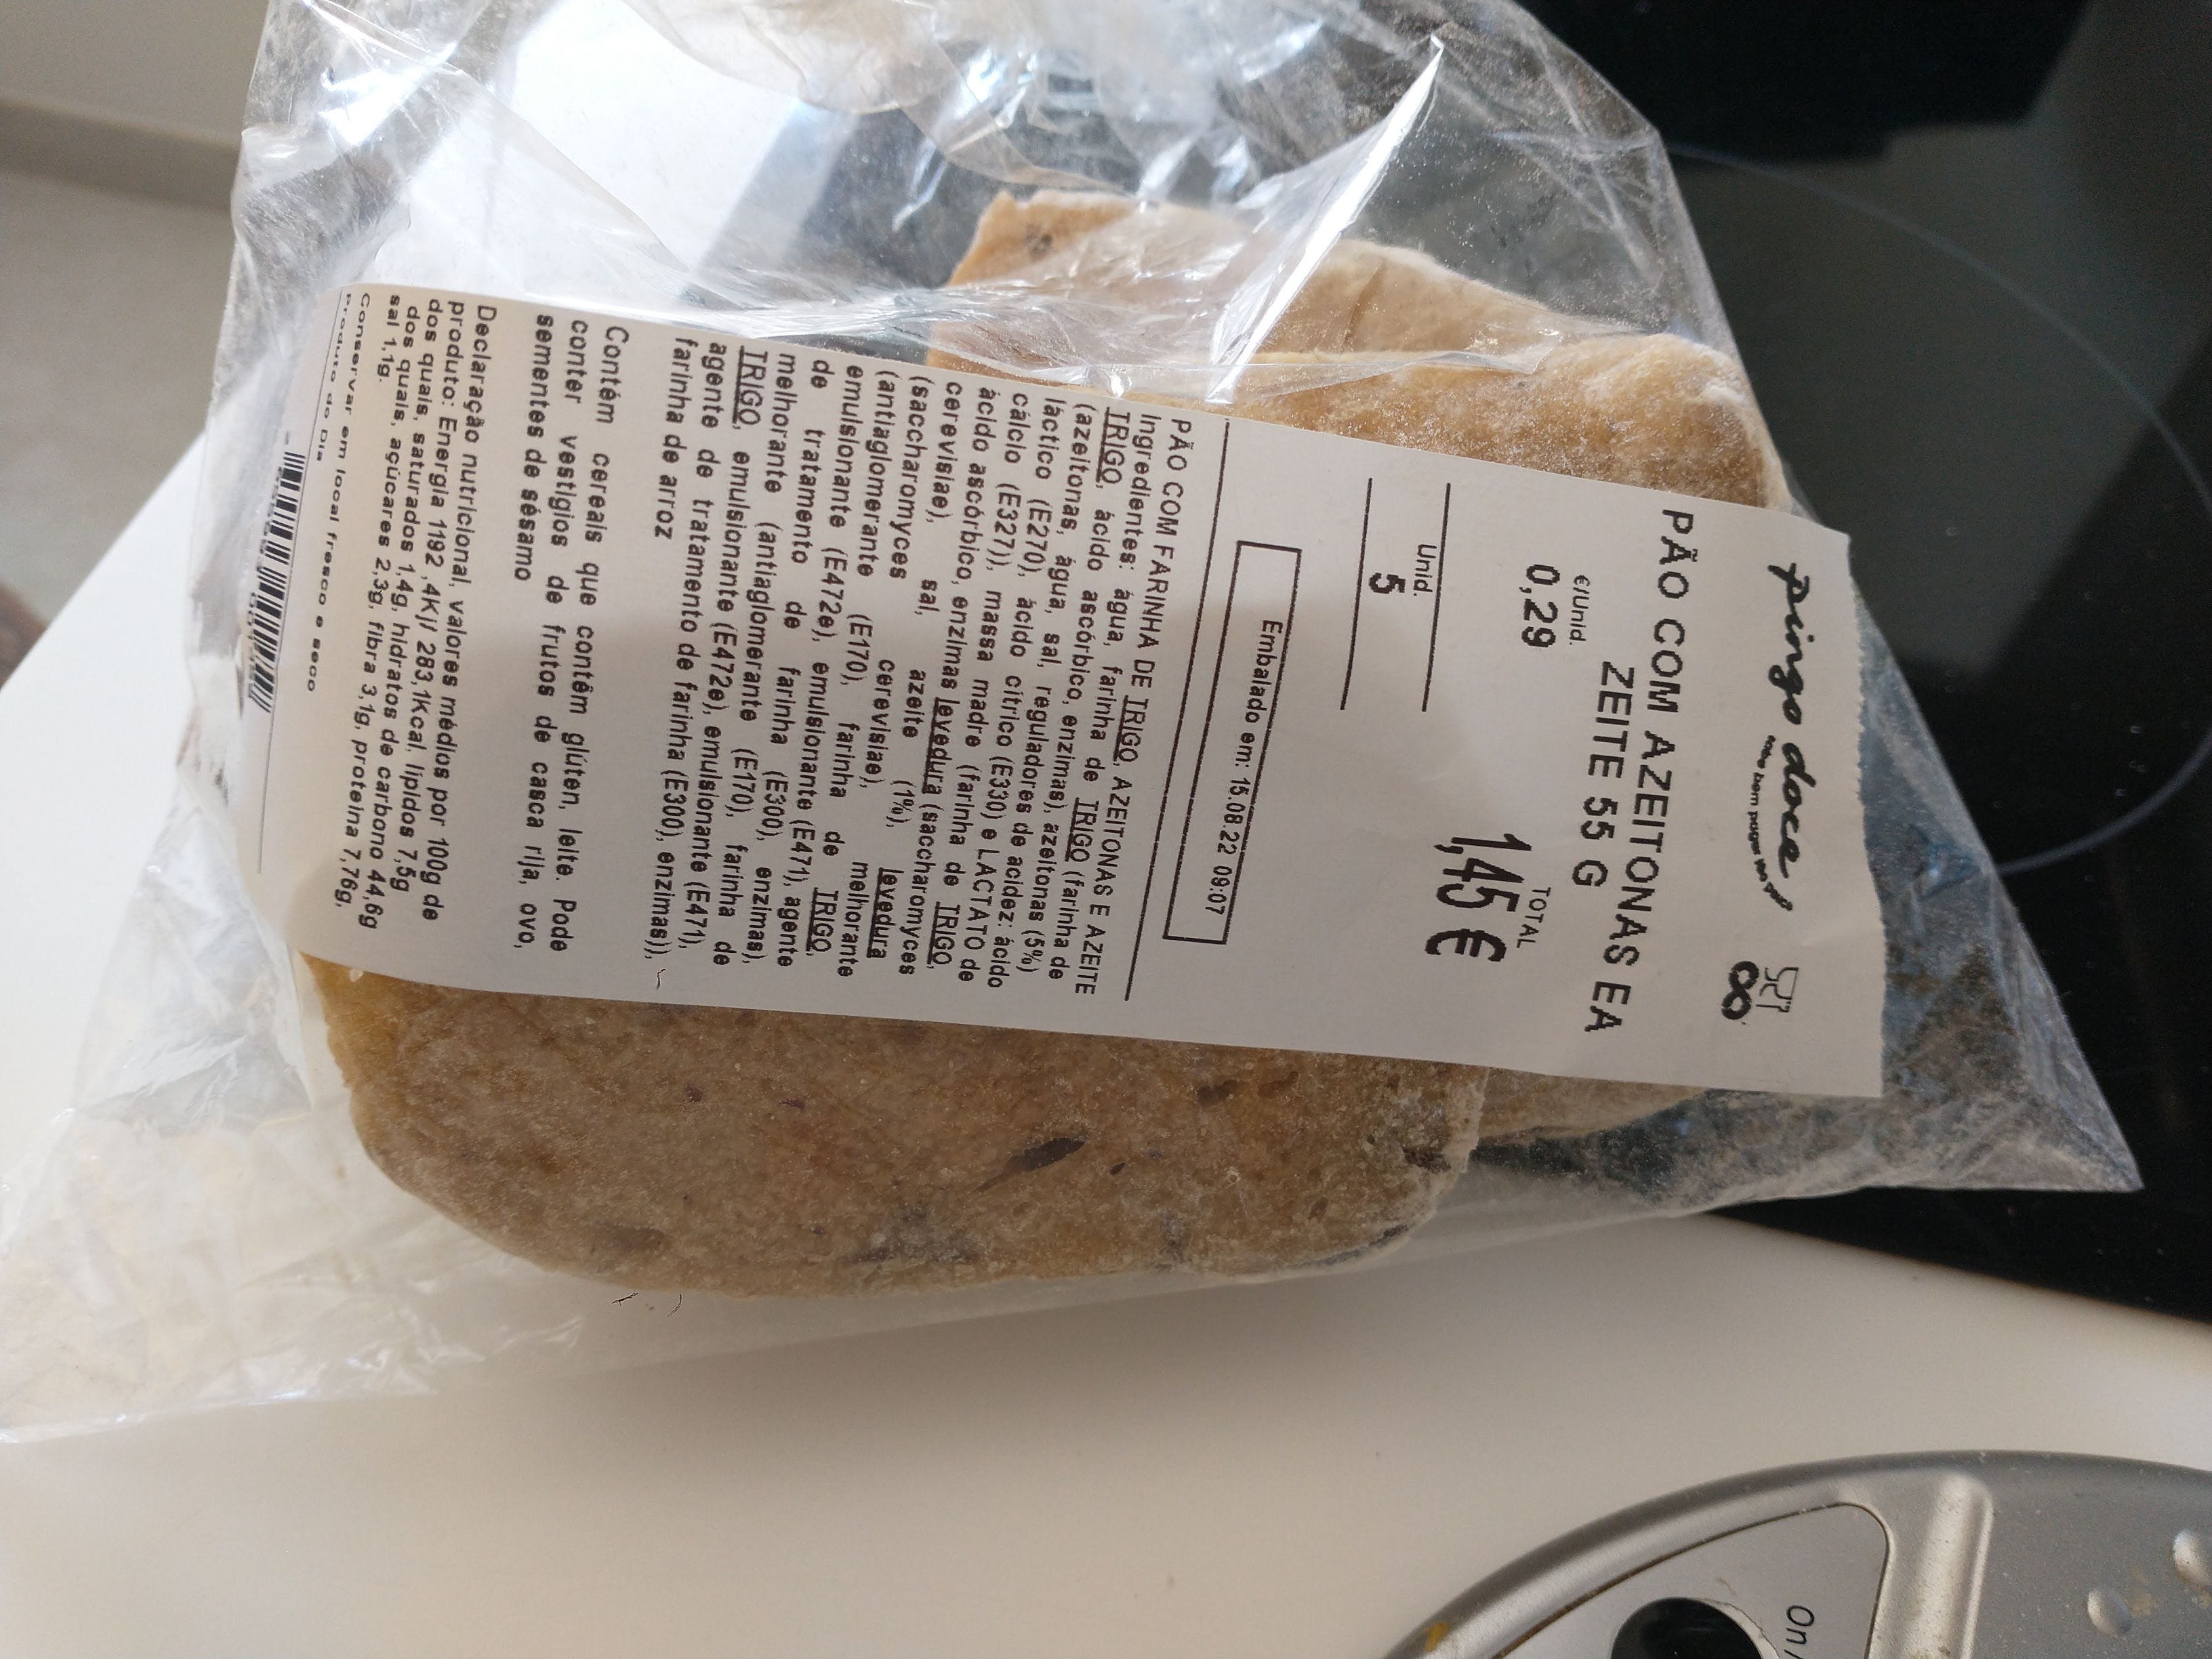 pingo doce
PÃO COM AZEITONAS EA
ZEITE 55 G
€/Unid.
0,29
TOTAL
1,45 €
Unid.
5
Embalado em: 15.08.22 09:07
PÃO COM FARINHA DE TRIGO, AZEITONAS E AZEITE
Ingredientes: água, farinha de TRIGO (farinha de
TRIGO, ácido ascórbico, enzimas), azeitonas (5%)
(azeitonas, água, sal, reguladores de acidez: ácido
láctico (E270), ácido cítrico (E330) e LACTATO de
cálcio (E327)), massa madre (farinha de TRIGO,
ácido ascórbico, enzimas levedura (saccharomyces
cerevisiae), sal, azeite (1%), levedura
(saccharomyces cerevisiae), melhorante
(antiaglomerante (E170), farinha de TRIGO,
emulsionante (E472e), emulsionante (E471), agente
de tratamento de farinha (E300), enzimas),
melhorante (antiaglomerante (E170), farinha de
TRIGO, emulsionante (E472e), emulsionante (E471),
agente de tratamento de farinha (E300), enzimas)),
farinha de arroz
Contém cereais que contêm glúten, leite. Pode
conter vestígios de frutos de casca rija, ovo,
sementes de sésamo
Declaração nutricional, valores médios por 100g de
produto: Energia 1192,4Kj/ 283,1Kcal, lípidos 7,5g
dos quais, saturados 1,4g, hidratos de carbono 44,6g
dos quais, açúcares 2,3g, fibra 3,1g, proteína 7,76g,
sal 1,1g.
Conservar em local fresco e seco
Produto do Dia
On/